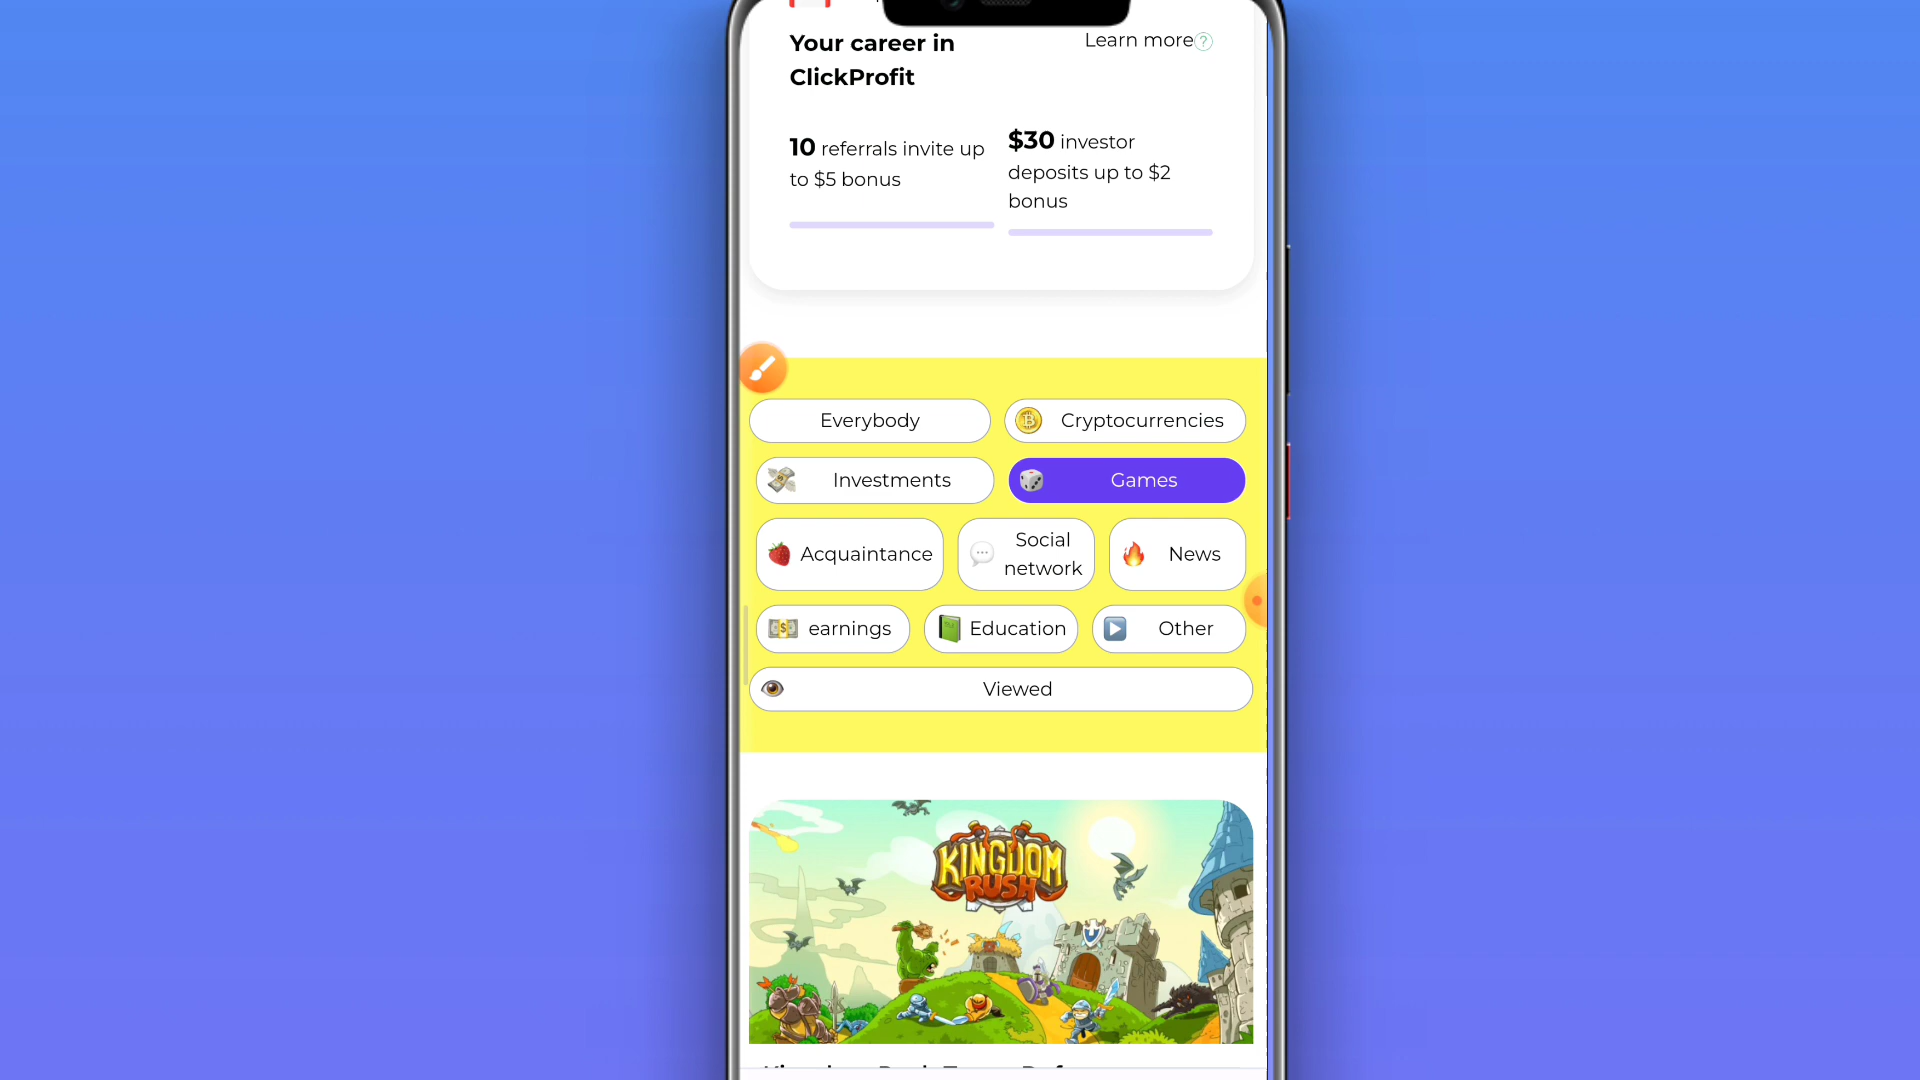 Your career in
ClickProfit
Learn more?
10 referrals invite up
to $5 bonus
$30 investor
deposits up to $2
bonus
Everybody
Cryptocurrencies
Investments
Games
Acquaintance
Social
network
News
earnings
Education
Other
Viewed
KINGDOM
RUSH